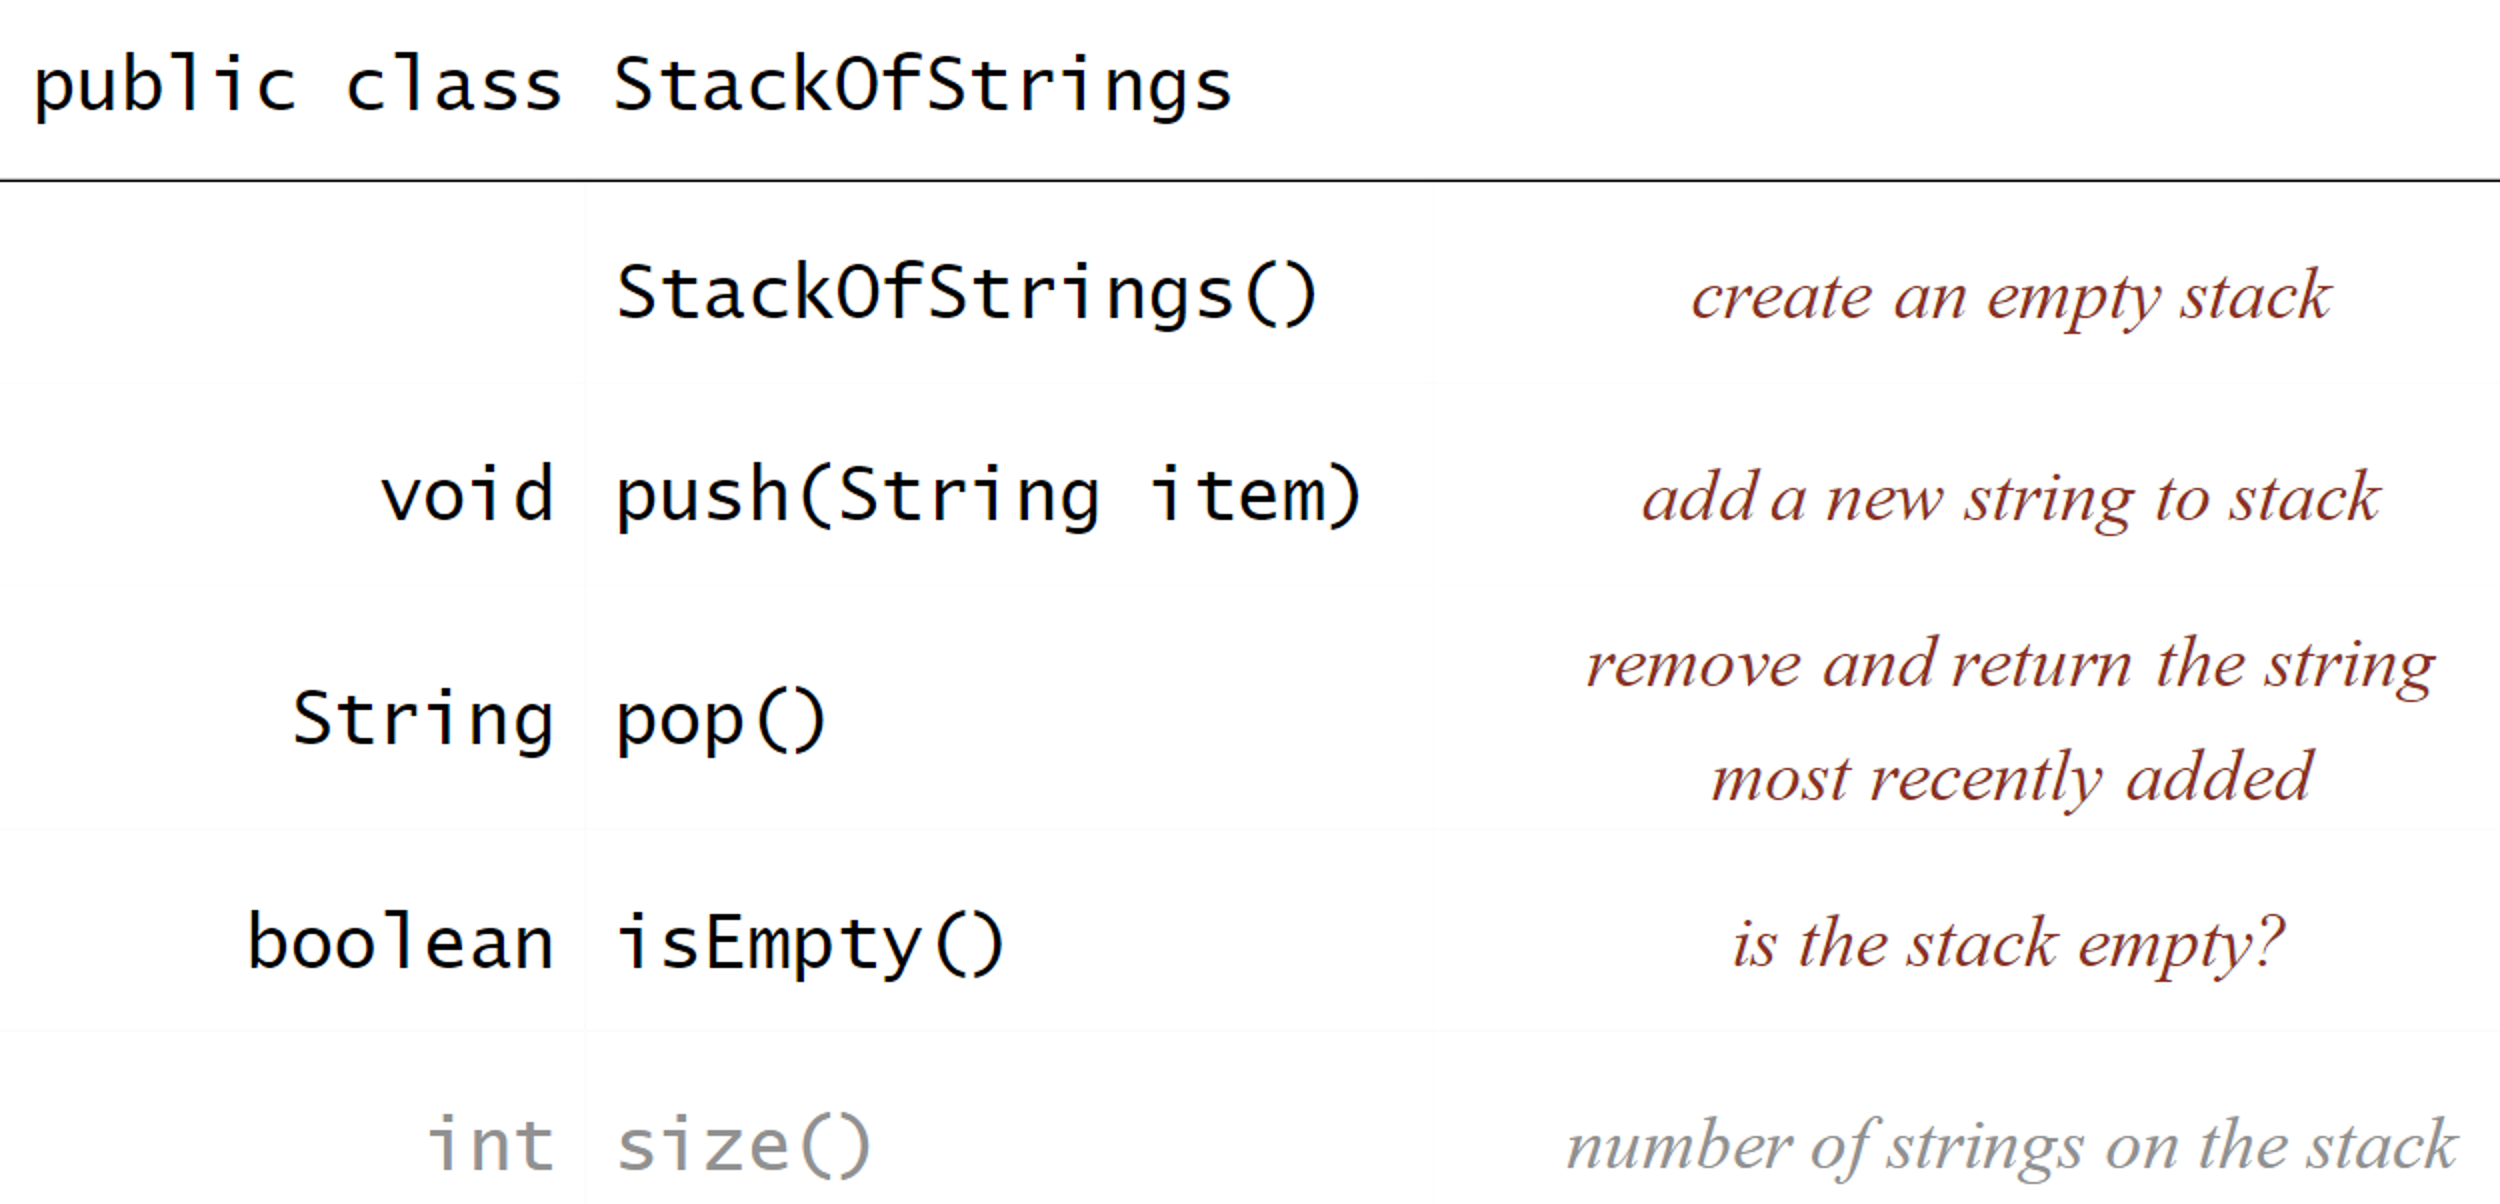 public class StackOfStrings
StackOfStrings() create an empty stack
void push(String item) add a new string to stack
String pop() remove and return the string
most recently added
boolean isEmpty() is the stack empty?
int size() number of strings on the stack